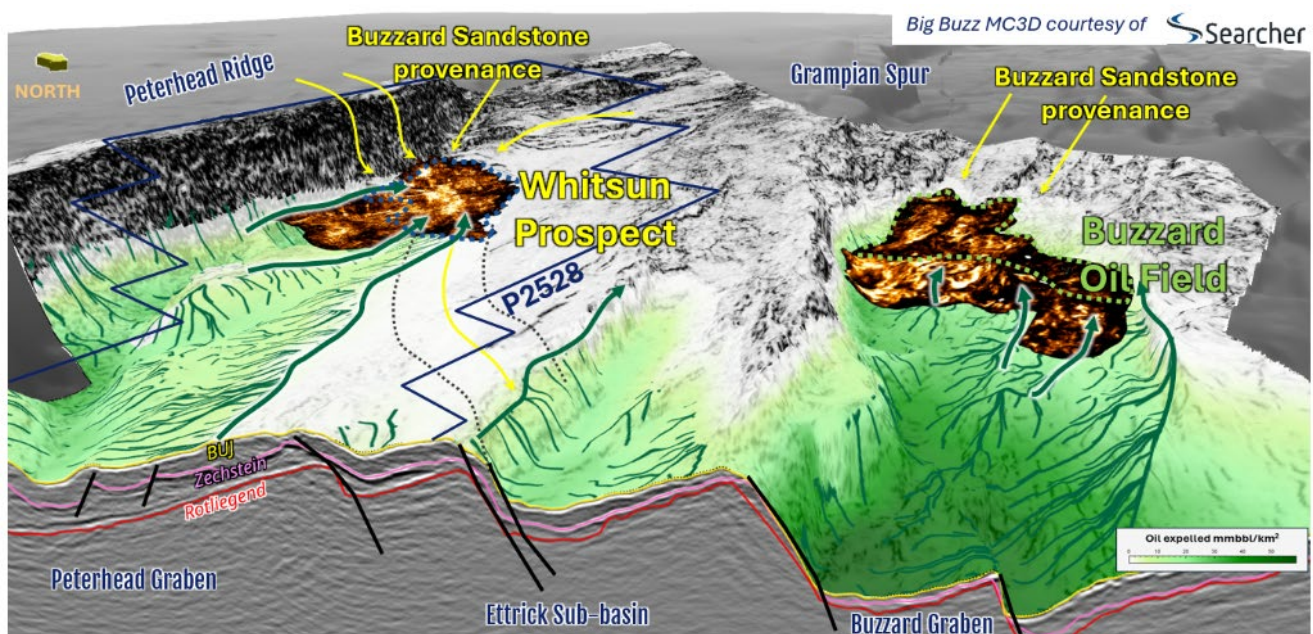 Big Buzz MC3D courtesy of Searcher
NORTH
Peterhead Ridge
Buzzard Sandstone
provenance
Grampian Spur
Buzzard Sandstone
provenance
Whitsun
Prospect
P2528
Buzzard
Oil Field
BUJ
Zechstein
Rotliegend
Oil expelled mmbbl/km²
0 10 20 30 40 50
Peterhead Graben
Ettrick Sub-basin
Buzzard Graben